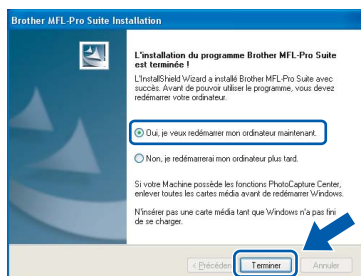 Brother MFL-Pro Suite Installation
L'installation du programme Brother MFL-Pro Suite
est terminée !
L'InstallShield Wizard a installé Brother MFL-Pro Suite avec
succès. Avant de pouvoir utiliser le programme, vous devez
redémarrer votre ordinateur.
Oui, je veux redémarrer mon ordinateur maintenant.
Non, je redémarrerai mon ordinateur plus tard.
Si votre Machine possède les fonctions PhotoCapture Center,
enlever toutes les cartes média avant de redémarrer Windows.
N'insérer pas une carte média tant que Windows n'a pas fini
de se charger.
< Précéden Terminer Annuler